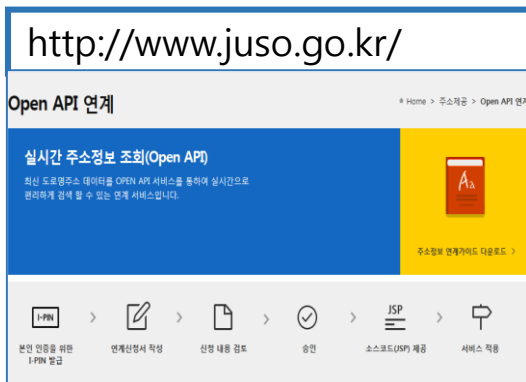 http://www.juso.go.kr/
Open API 연계
Home > 주소제공 > Open API 연계
실시간 주소정보 조회(Open API)
최신 도로명주소 데이터를 OPEN API 서비스를 통하여 실시간으로
편리하게 검색 할 수 있는 연계 서비스입니다.
Aa
주소정보 연계가이드 다운로드 >
I-PIN
JSP
본인 인증을 위한
I-PIN 발급
연계신청서 작성
신청 내용 검토
승인
소스코드(JSP) 제공
서비스 적용